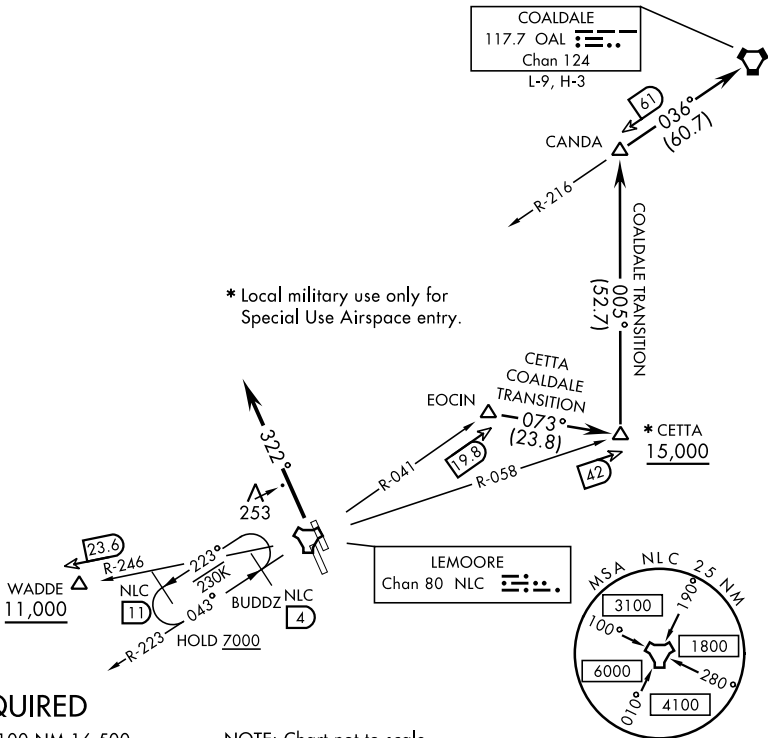 COALDALE
117.7 OAL
Chan 124
L-9, H-3
61
036°
(60.7)
CANDA
R-216
COALDALE TRANSITION
005°
(52.7)
* Local military use only for
Special Use Airspace entry.
CETTA
COALDALE
TRANSITION
EOCIN
073°
(23.8)
* CETTA
15,000
322°
19.8
R-041
R-058
42
253
23.6
R-246
223°
230K
043°
WADDE
11,000
NLC
11
BUDDZ
NLC
4
R-223
HOLD 7000
LEMOORE
Chan 80 NLC
MSA NLC 25 NM
3100
190°
100°
1800
6000
280°
010°
4100
QUIRED
100 NM 16,500
NOTE: Chart not to scale